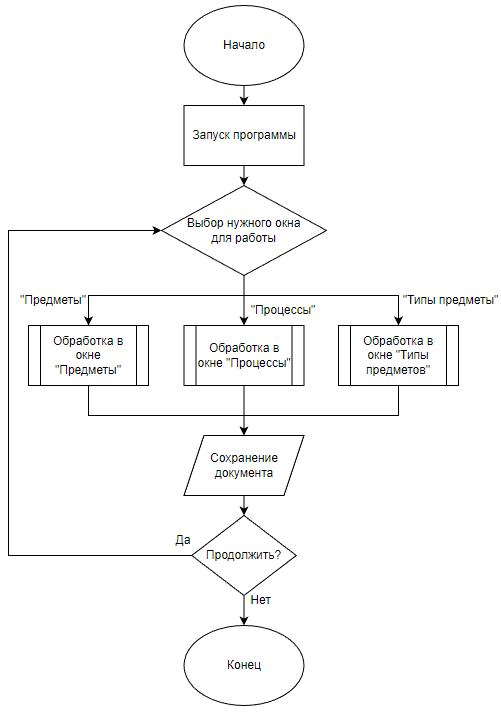 Начало
Запуск программы
Выбор нужного окна
для работы
"Предметы"
"Процессы"
"Типы предметы"
Обработка в
окне
"Предметы"
Обработка в
окне "Процессы"
Обработка в
окне "Типы
предметов"
Сохранение
документа
Да
Продолжить?
Нет
Конец